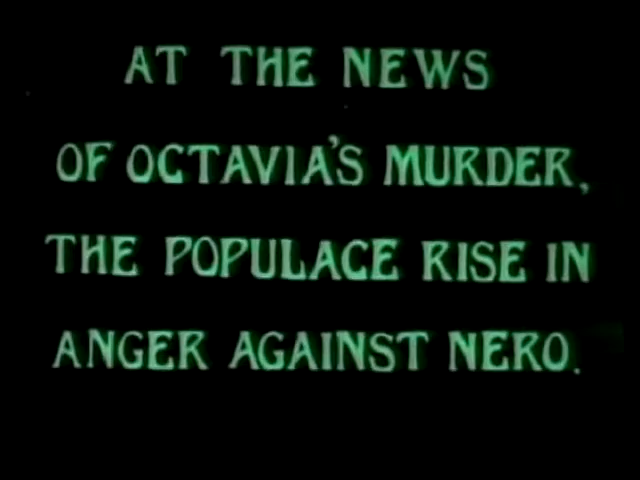 AT THE NEWS
OF OCTAVIA'S MURDER,
THE POPULACE RISE IN
ANGER AGAINST NERO.